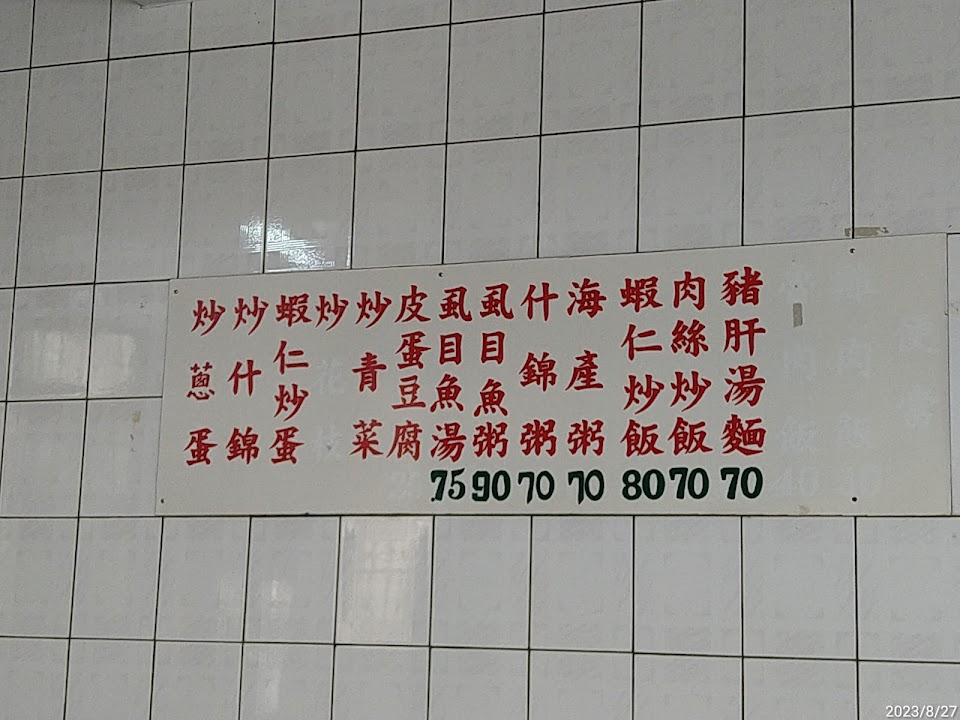 豬肝湯麵 70
肉絲炒飯 70
蝦仁炒飯 80
海產粥 70
什錦粥 70
虱目魚粥 90
虱目魚湯 75
皮蛋豆腐
炒青菜
炒
蝦仁炒蛋
炒什錦
炒蔥蛋
2023/8/27